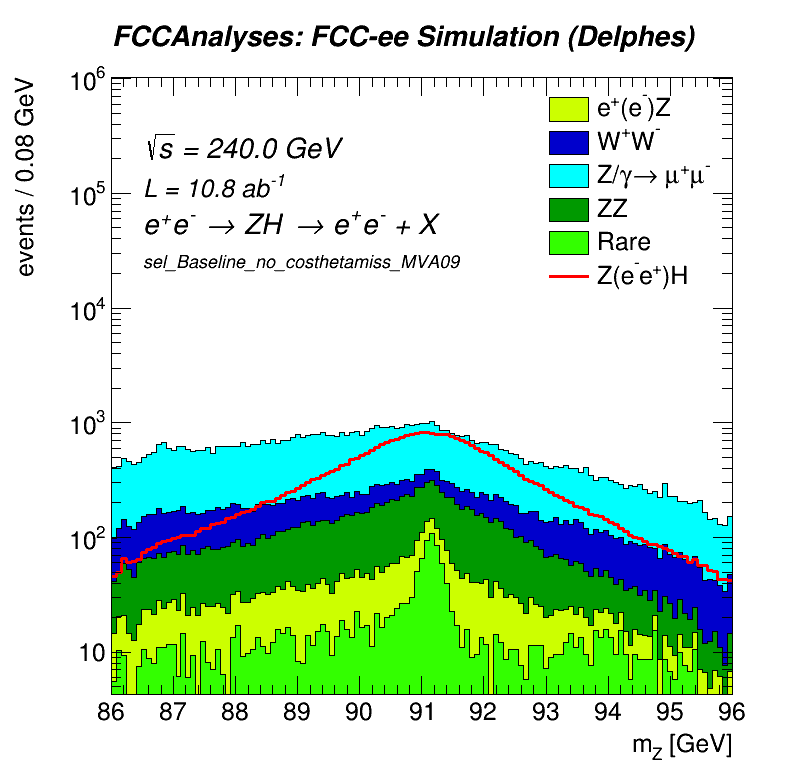 FCCAnalyses: FCC-ee Simulation (Delphes)
events / 0.08 GeV
10⁶
10⁵
10⁴
10³
10²
10
√s = 240.0 GeV
L = 10.8 ab⁻¹
e⁺e⁻ → ZH → e⁺e⁻ + X
sel_Baseline_no_costhetamiss_MVA09
e⁺(e⁻)Z
W⁺W⁻
Z/γ→ μ⁺μ⁻
ZZ
Rare
Z(e⁻e⁺)H
86 87 88 89 90 91 92 93 94 95 96
m_Z [GeV]